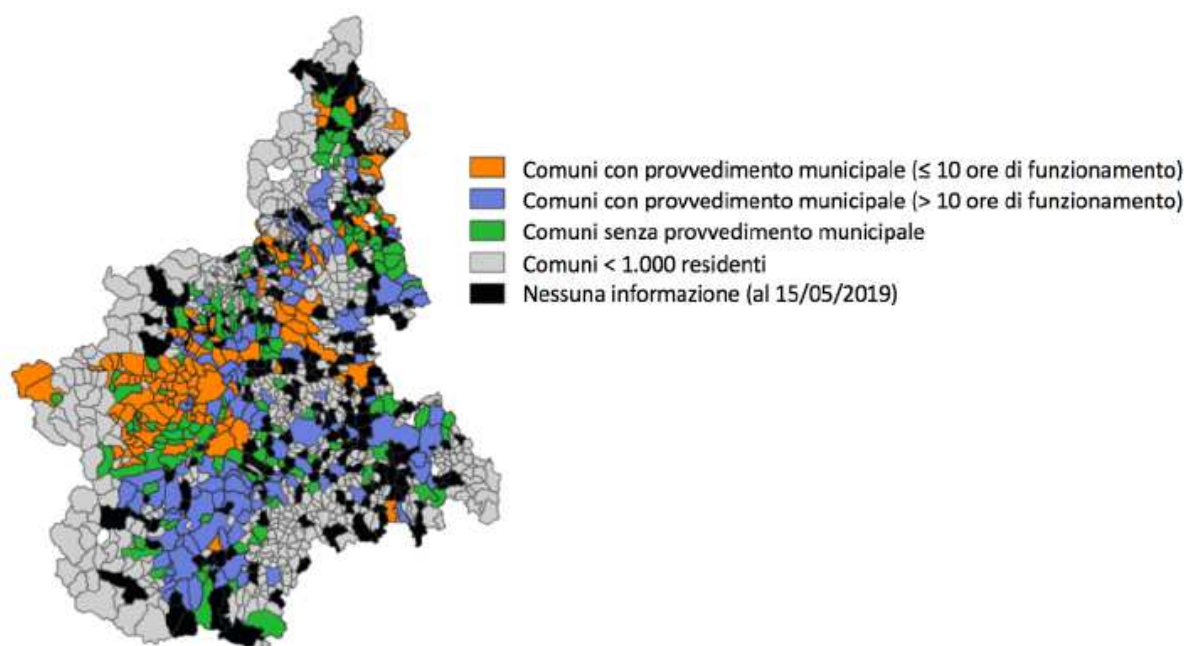 Comuni con provvedimento municipale (≤ 10 ore di funzionamento)
Comuni con provvedimento municipale (> 10 ore di funzionamento)
Comuni senza provvedimento municipale
Comuni < 1.000 residenti
Nessuna informazione (al 15/05/2019)